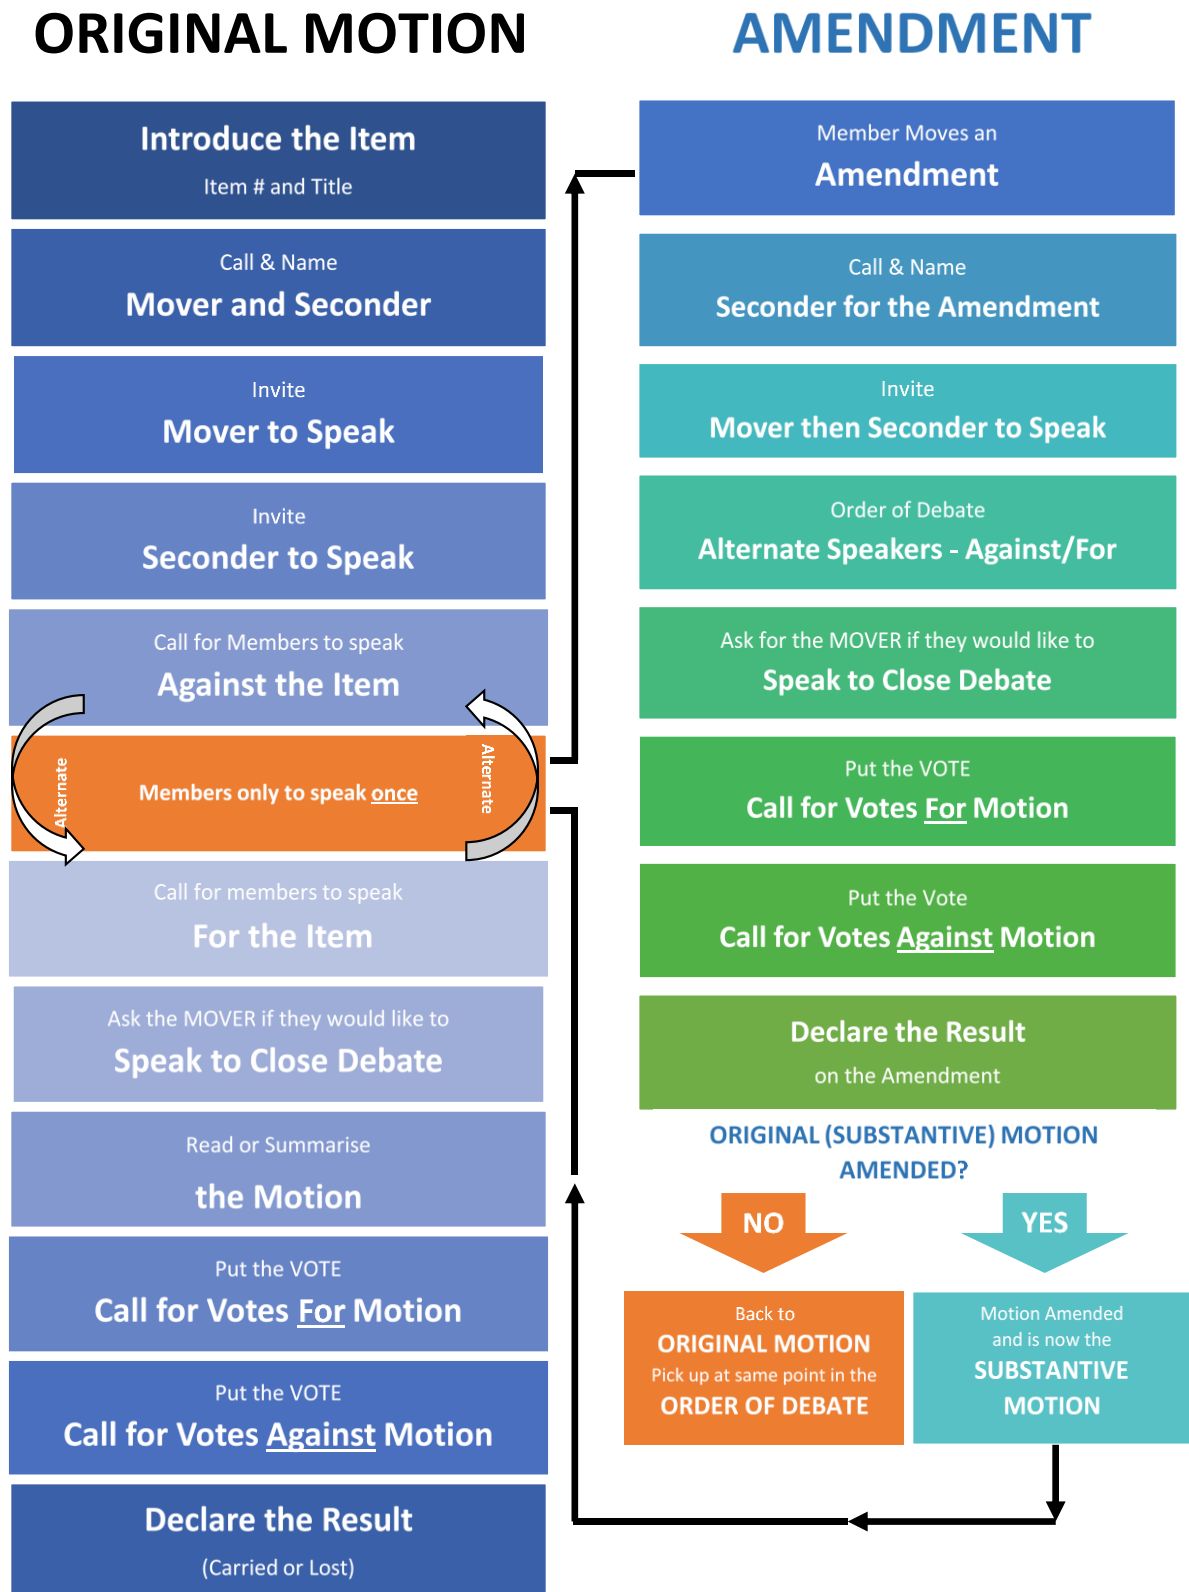 ORIGINAL MOTION
Introduce the Item
Item # and Title
Call & Name
Mover and Seconder
Invite
Mover to Speak
Invite
Seconder to Speak
Call for Members to speak
Against the Item
Alternate
Members only to speak once
Alternate
Call for members to speak
For the Item
Ask the MOVER if they would like to
Speak to Close Debate
Read or Summarise
the Motion
Put the VOTE
Call for Votes For Motion
Put the VOTE
Call for Votes Against Motion
Declare the Result
(Carried or Lost)
AMENDMENT
Member Moves an
Amendment
Call & Name
Seconder for the Amendment
Invite
Mover then Seconder to Speak
Order of Debate
Alternate Speakers - Against/For
Ask for the MOVER if they would like to
Speak to Close Debate
Put the VOTE
Call for Votes For Motion
Put the Vote
Call for Votes Against Motion
Declare the Result
on the Amendment
ORIGINAL (SUBSTANTIVE) MOTION
AMENDED?
NO
YES
Back to
ORIGINAL MOTION
Pick up at same point in the
ORDER OF DEBATE
Motion Amended
and is now the
SUBSTANTIVE
MOTION